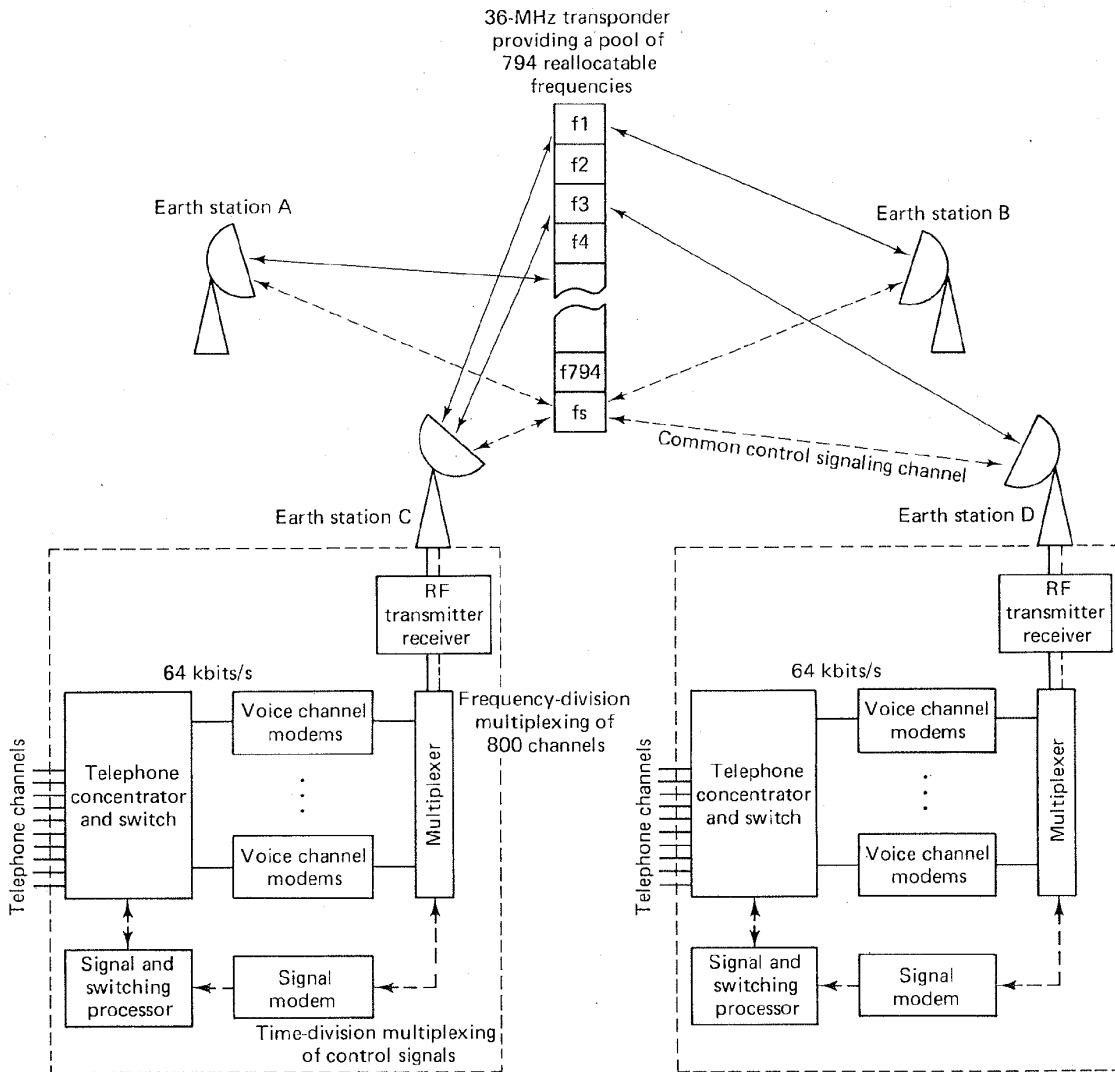 36-MHz transponder
providing a pool of
794 reallocatable
frequencies
f1
f2
f3
f4
f794
fs
Earth station A
Earth station B
Common control signaling channel
Earth station C
Earth station D
RF
transmitter
receiver
64 kbits/s
Frequency-division
multiplexing of
800 channels
Telephone channels
Telephone
concentrator
and switch
Voice channel
modems
Voice channel
modems
Multiplexer
Signal and
switching
processor
Signal
modem
Time-division multiplexing
of control signals
RF
transmitter
receiver
64 kbits/s
Telephone channels
Telephone
concentrator
and switch
Voice channel
modems
Voice channel
modems
Multiplexer
Signal and
switching
processor
Signal
modem